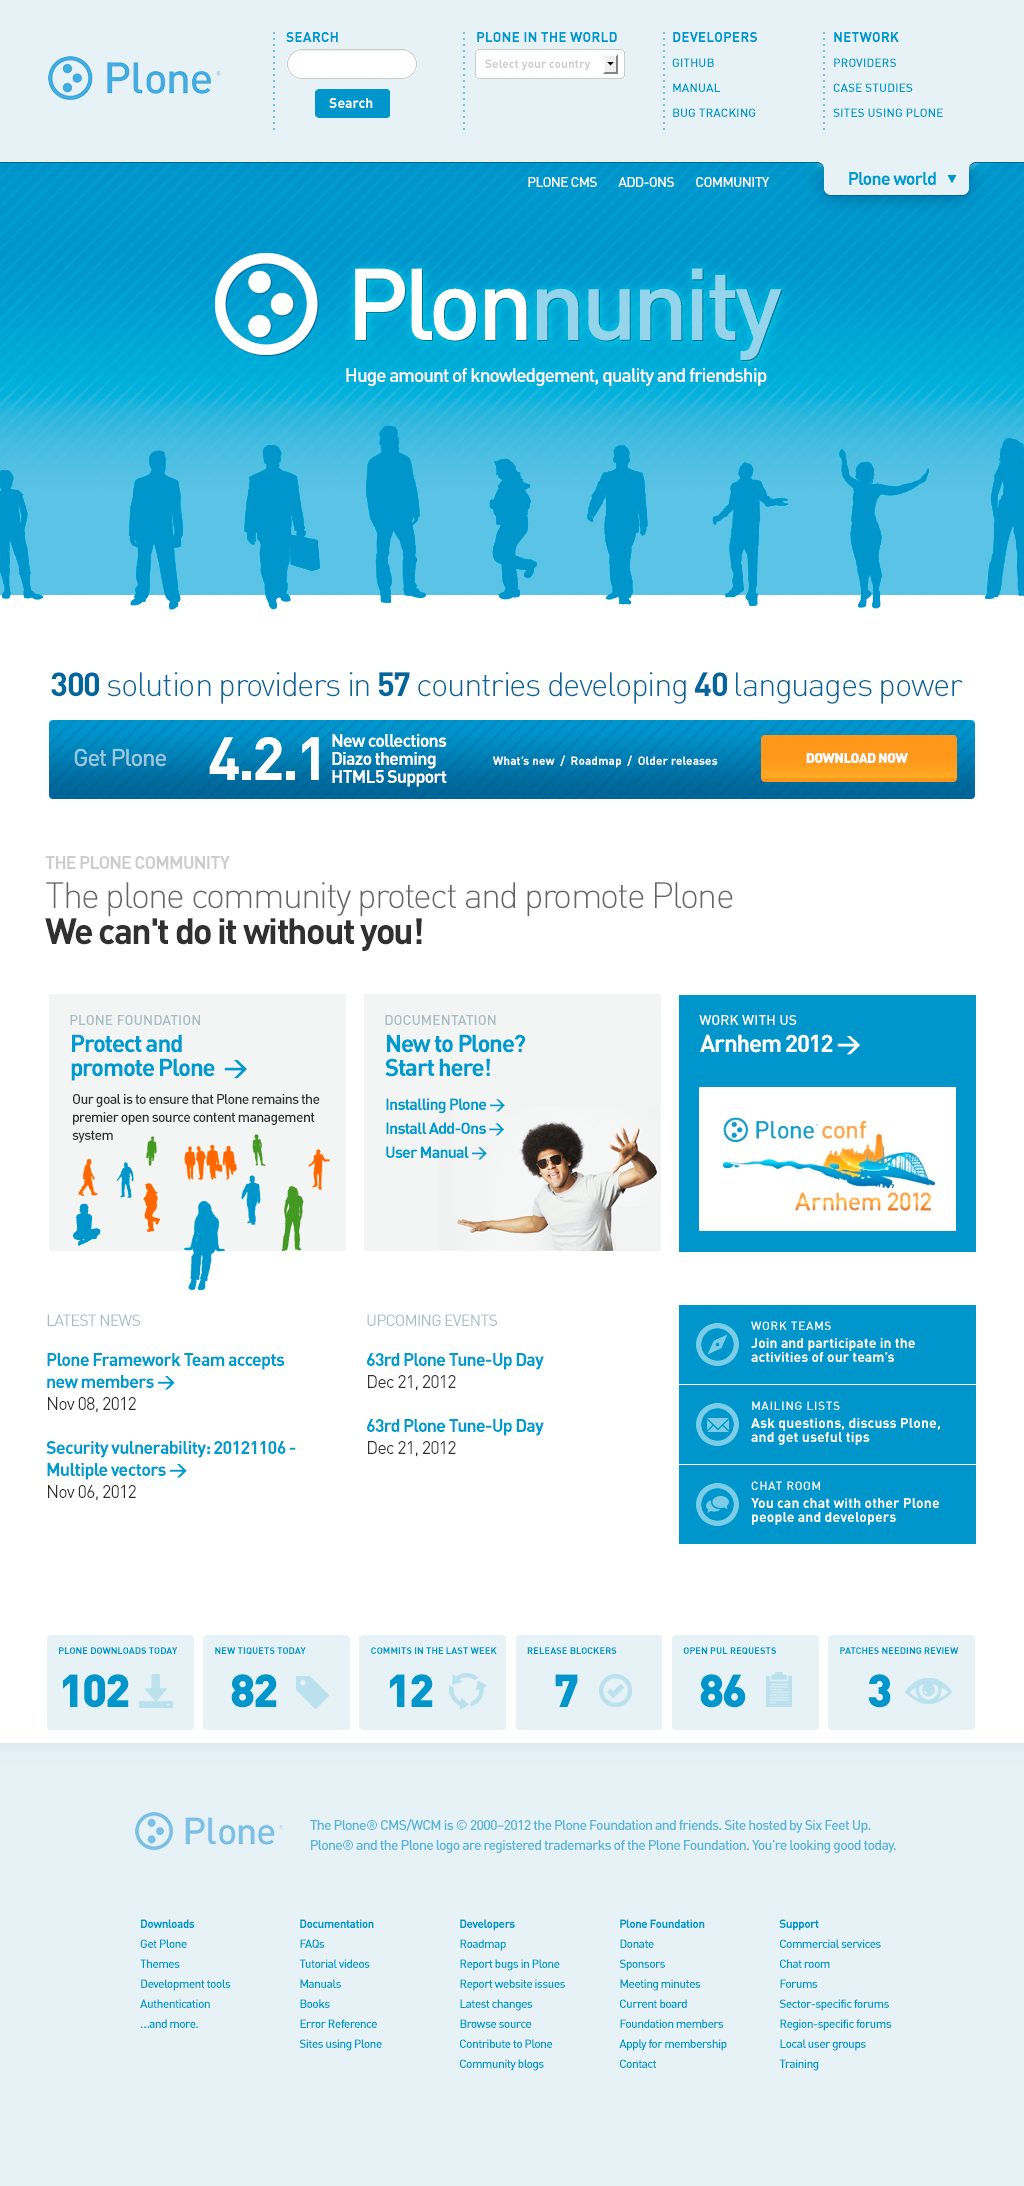 Plone
SEARCH
Search
PLONE IN THE WORLD
Select your country
DEVELOPERS
GITHUB
MANUAL
BUG TRACKING
NETWORK
PROVIDERS
CASE STUDIES
SITES USING PLONE
PLONE CMS ADD-ONS COMMUNITY
Plone world
Plonnunity
Huge amount of knowledgement, quality and friendship
300 solution providers in 57 countries developing 40 languages power
Get Plone
4.2.1
New collections
Diazo theming
HTML5 Support
What's new / Roadmap / Older releases
DOWNLOAD NOW
THE PLONE COMMUNITY
The plone community protect and promote Plone
We can't do it without you!
PLONE FOUNDATION
Protect and
promote Plone →
Our goal is to ensure that Plone remains the
premier open source content management
system
DOCUMENTATION
New to Plone?
Start here!
Installing Plone →
Install Add-Ons →
User Manual →
WORK WITH US
Arnhem 2012 →
Plone conf
Arnhem 2012
LATEST NEWS
Plone Framework Team accepts
new members →
Nov 08, 2012
Security vulnerability: 20121106 -
Multiple vectors →
Nov 06, 2012
UPCOMING EVENTS
63rd Plone Tune-Up Day
Dec 21, 2012
63rd Plone Tune-Up Day
Dec 21, 2012
WORK TEAMS
Join and participate in the
activities of our team's
MAILING LISTS
Ask questions, discuss Plone,
and get useful tips
CHAT ROOM
You can chat with other Plone
people and developers
PLONE DOWNLOADS TODAY
102
NEW TIQUETS TODAY
82
COMMITS IN THE LAST WEEK
12
RELEASE BLOCKERS
7
OPEN PUL REQUESTS
86
PATCHES NEEDING REVIEW
3
Plone
The Plone® CMS/WCM is © 2000–2012 the Plone Foundation and friends. Site hosted by Six Feet Up.
Plone® and the Plone logo are registered trademarks of the Plone Foundation. You're looking good today.
Downloads
Get Plone
Themes
Development tools
Authentication
...and more.
Documentation
FAQs
Tutorial videos
Manuals
Books
Error Reference
Sites using Plone
Developers
Roadmap
Report bugs in Plone
Report website issues
Latest changes
Browse source
Contribute to Plone
Community blogs
Plone Foundation
Donate
Sponsors
Meeting minutes
Current board
Foundation members
Apply for membership
Contact
Support
Commercial services
Chat room
Forums
Sector-specific forums
Region-specific forums
Local user groups
Training